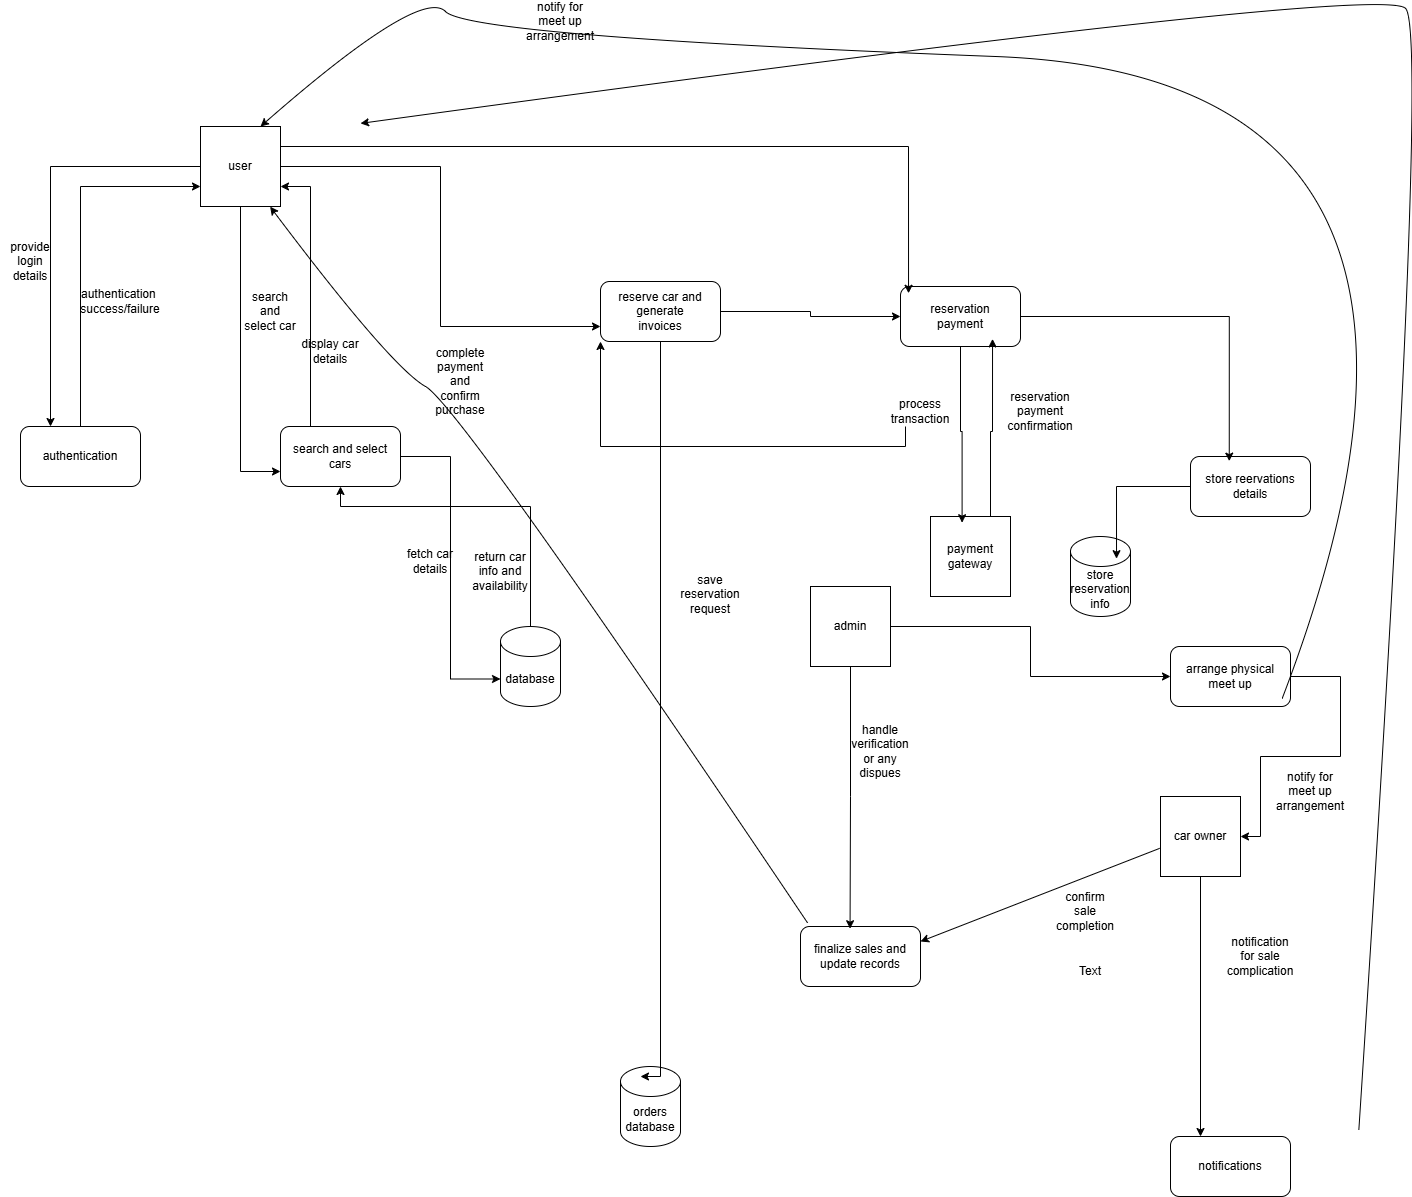 notify for
meet up
arrangement
user
provide
login
details
authentication
success/failure
search
and
select car
display car
details
reserve car and
generate
invoices
reservation
payment
complete
payment
and
confirm
purchase
process
transaction
reservation
payment
confirmation
authentication
search and select
cars
store reervations
details
fetch car
details
return car
info and
availability
payment
gateway
store
reservation
info
save
reservation
request
admin
database
arrange physical
meet up
handle
verification
or any
dispues
notify for
meet up
arrangement
car owner
confirm
sale
completion
finalize sales and
update records
Text
notification
for sale
complication
orders
database
notifications